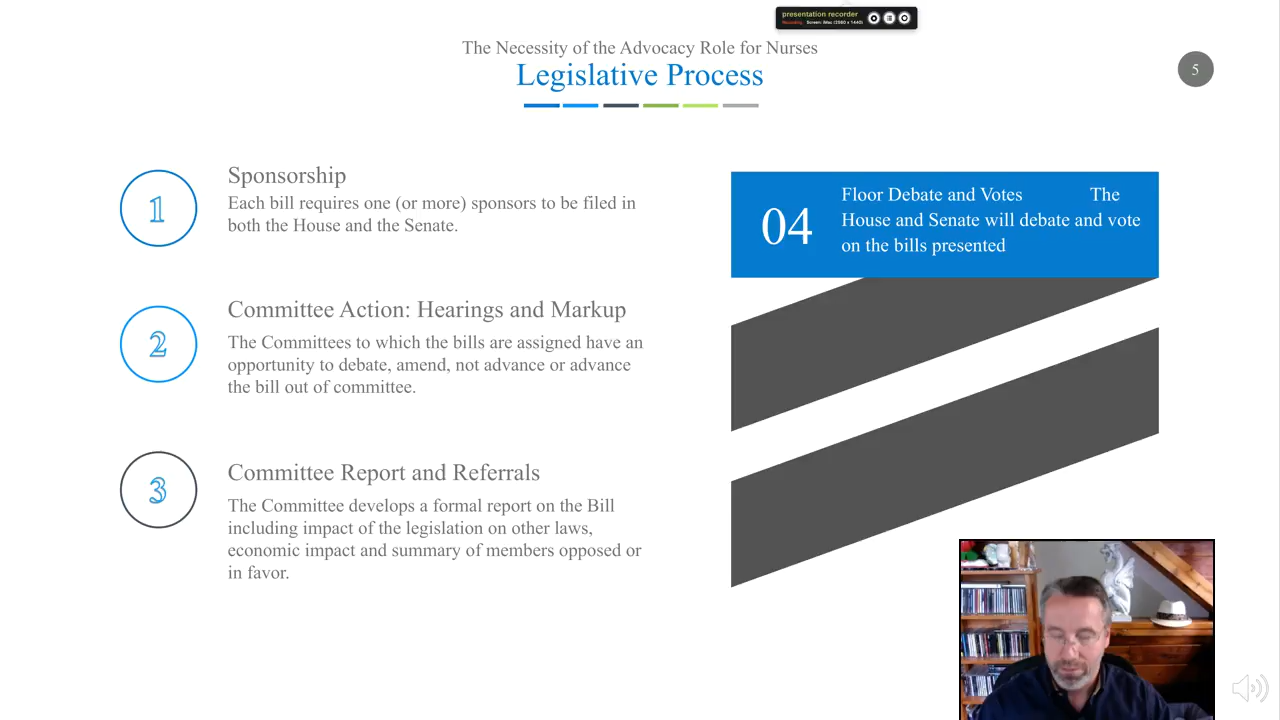 presentation recorder
Recording Screen: iMac (2560 x 1440)
The Necessity of the Advocacy Role for Nurses
Legislative Process
5
1
Sponsorship
Each bill requires one (or more) sponsors to be filed in
both the House and the Senate.
2
Committee Action: Hearings and Markup
The Committees to which the bills are assigned have an
opportunity to debate, amend, not advance or advance
the bill out of committee.
3
Committee Report and Referrals
The Committee develops a formal report on the Bill
including impact of the legislation on other laws,
economic impact and summary of members opposed or
in favor.
04
Floor Debate and Votes The
House and Senate will debate and vote
on the bills presented